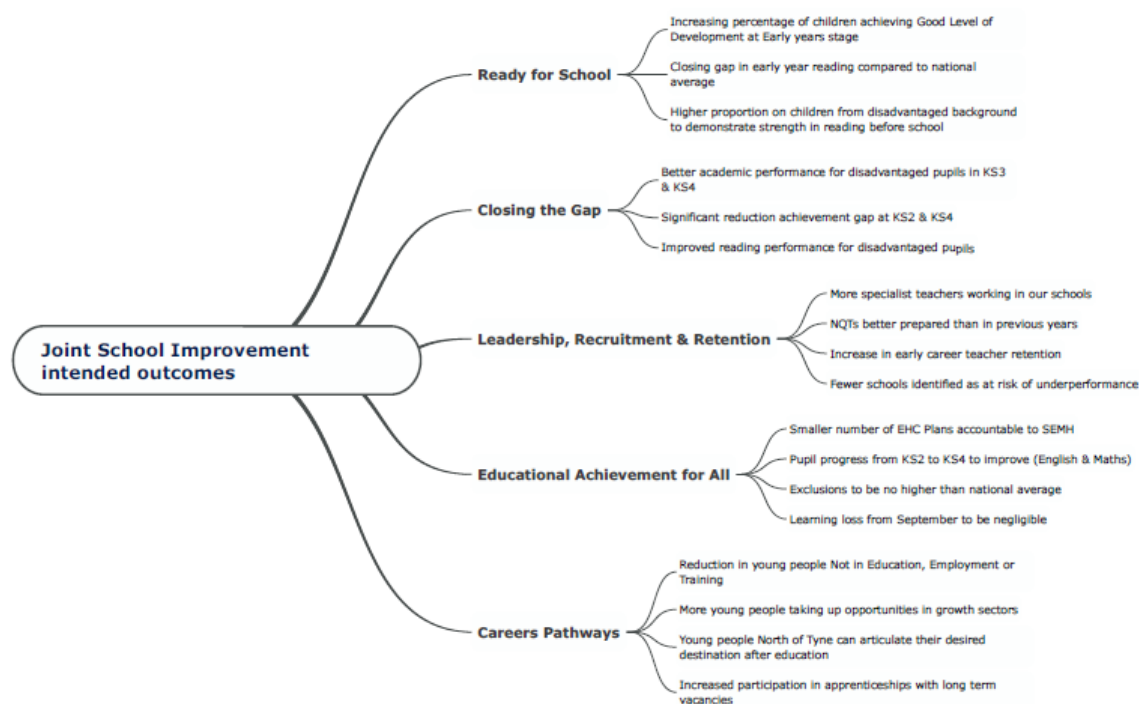 Joint School Improvement
intended outcomes
Ready for School
Increasing percentage of children achieving Good Level of
Development at Early years stage
Closing gap in early year reading compared to national
average
Higher proportion on children from disadvantaged background
to demonstrate strength in reading before school
Closing the Gap
Better academic performance for disadvantaged pupils in KS3
& KS4
Significant reduction achievement gap at KS2 & KS4
Improved reading performance for disadvantaged pupils
Leadership, Recruitment & Retention
More specialist teachers working in our schools
NQTs better prepared than in previous years
Increase in early career teacher retention
Fewer schools identified as at risk of underperformance
Educational Achievement for All
Smaller number of EHC Plans accountable to SEMH
Pupil progress from KS2 to KS4 to improve (English & Maths)
Exclusions to be no higher than national average
Learning loss from September to be negligible
Careers Pathways
Reduction in young people Not in Education, Employment or
Training
More young people taking up opportunities in growth sectors
Young people North of Tyne can articulate their desired
destination after education
Increased participation in apprenticeships with long term
vacancies